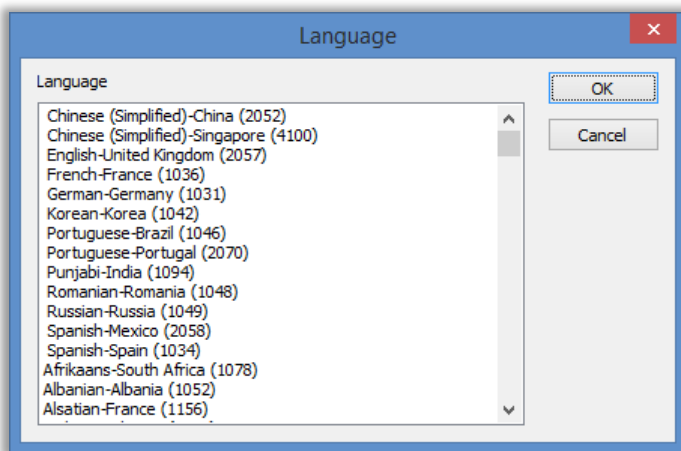 Language
Language
OK
Cancel
Chinese (Simplified)-China (2052)
Chinese (Simplified)-Singapore (4100)
English-United Kingdom (2057)
French-France (1036)
German-Germany (1031)
Korean-Korea (1042)
Portuguese-Brazil (1046)
Portuguese-Portugal (2070)
Punjabi-India (1094)
Romanian-Romania (1048)
Russian-Russia (1049)
Spanish-Mexico (2058)
Spanish-Spain (1034)
Afrikaans-South Africa (1078)
Albanian-Albania (1052)
Alsatian-France (1156)